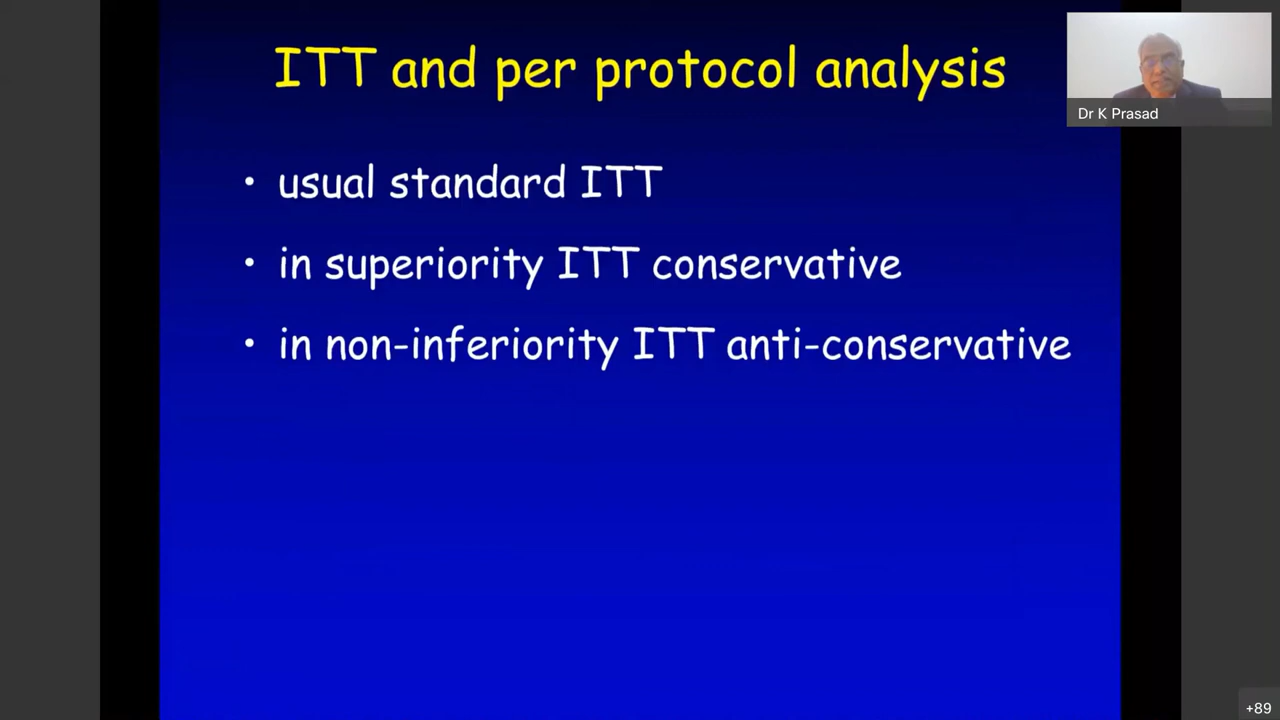 ITT and per protocol analysis
Dr K Prasad
• usual standard ITT
• in superiority ITT conservative
• in non-inferiority ITT anti-conservative
+89